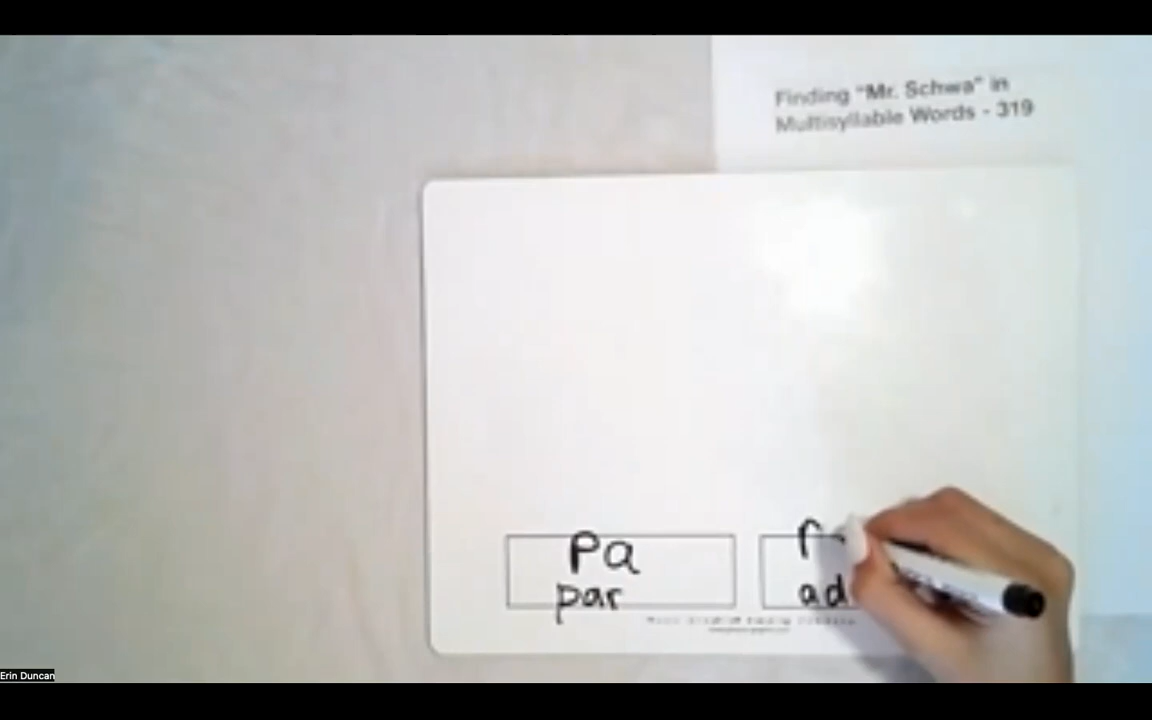 Finding "Mr. Schwa" in
Multisyllable Words - 319
Pa r
par ad
Erin Duncan